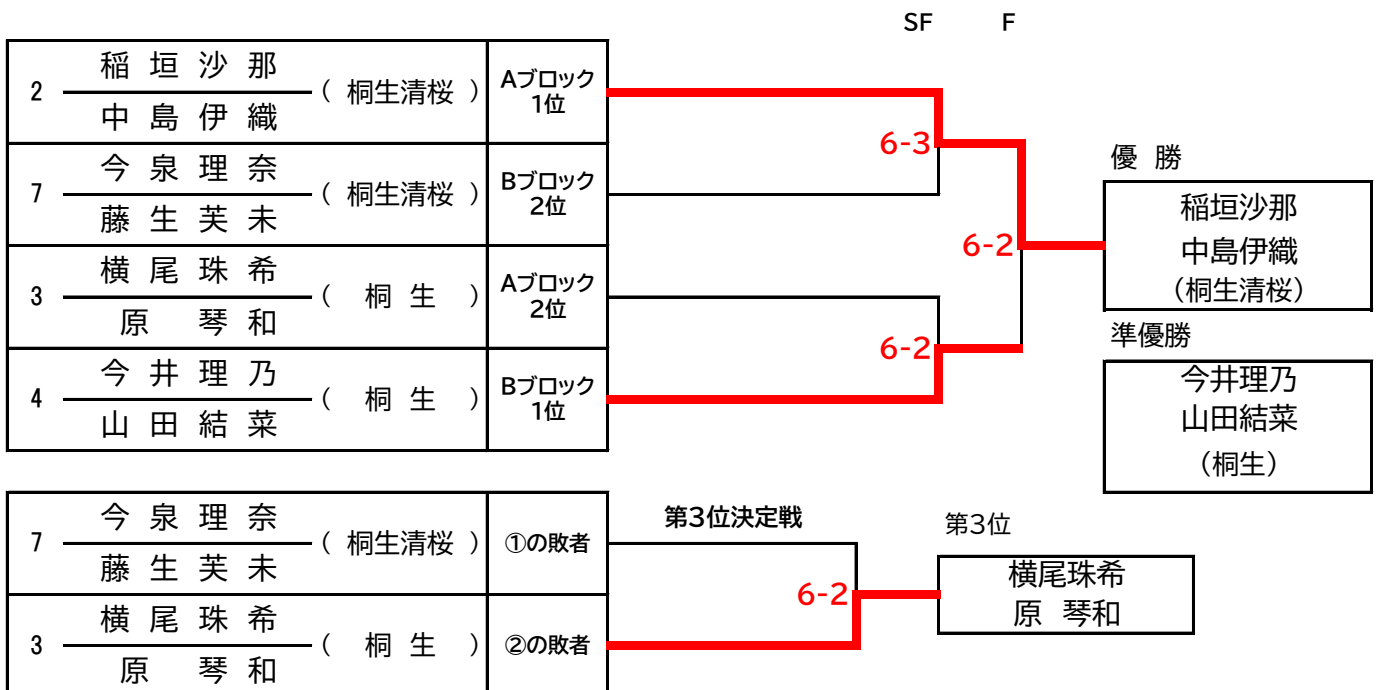 SF F
2 稲垣沙那 ( 桐生清桜 ) Aブロック 1位
中島伊織
6-3
7 今泉理奈 ( 桐生清桜 ) Bブロック 2位
藤生芙未
優 勝
稲垣沙那
中島伊織
(桐生清桜)
6-2
3 横尾珠希 ( 桐生 ) Aブロック 2位
原 琴和
6-2
4 今井理乃 ( 桐生 ) Bブロック 1位
山田結菜
準優勝
今井理乃
山田結菜
(桐生)
第3位決定戦
7 今泉理奈 ( 桐生清桜 ) ①の敗者
藤生芙未
6-2
3 横尾珠希 ( 桐生 ) ②の敗者
原 琴和
第3位
横尾珠希
原 琴和